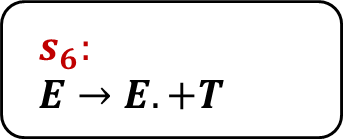 s₆:
E → E. +T